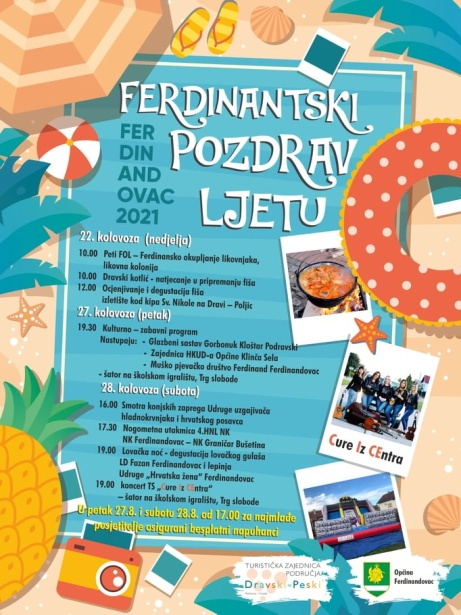 FERDINANTSKI
POZDRAV
LJETU
FER
DIN
AND
OVAC
2021
22. kolovoza (nedjelja)
10.00 Peti FOL – Ferdinansko okupljanje likovnjaka,
likovna kolonija
10.00 Dravski kotlić - natjecanje u pripremanju fiša
12.00 Ocjenjivanje i degustacija fiša
izletište kod kipa Sv. Nikole na Dravi – Poljic
27. kolovoza (petak)
19.30 Kulturno – zabavni program
Nastupaju: - Glazbeni sastav Gorbonuk Kloštar Podravski
- Zajednica HKUD-a Općine Klinča Sela
- Muško pjevačko društvo Ferdinand Ferdinandovac
- šator na školskom igralištu, Trg slobode
28. kolovoza (subota)
16.00 Smotra konjskih zaprega Udruge uzgajivača
hladnokrvnjaka i hrvatskog posavca
17.30 Nogometna utakmica 4.HNL NK
NK Ferdinandovac – NK Graničar Bušetina
19.00 Lovačka noć - degustacija lovačkog gulaša
LD Fazan Ferdinandovac i lepinja
Udruge „Hrvatska žena“ Ferdinandovac
19.00 koncert TS „Cure Iz CEntra“
– šator na školskom igralištu, Trg slobode
U petak 27.8. i subotu 28.8. od 17.00 za najmlađe
posjetitelje osigurani besplatni napuhanci
Cure Iz CEntra
TURISTIČKA ZAJEDNICA
PODRUČJA
Dravski Peski
Općina
Ferdinandovac